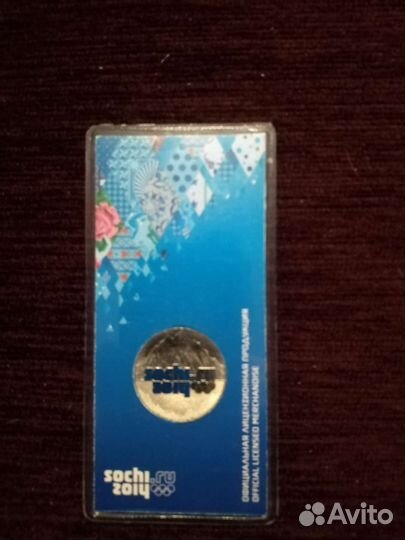 sochi.ru
2014
sochi.ru
2014
ОФИЦИАЛЬНАЯ ЛИЦЕНЗИОННАЯ ПРОДУКЦИЯ
OFFICIAL LICENSED MERCHANDISE
Avito